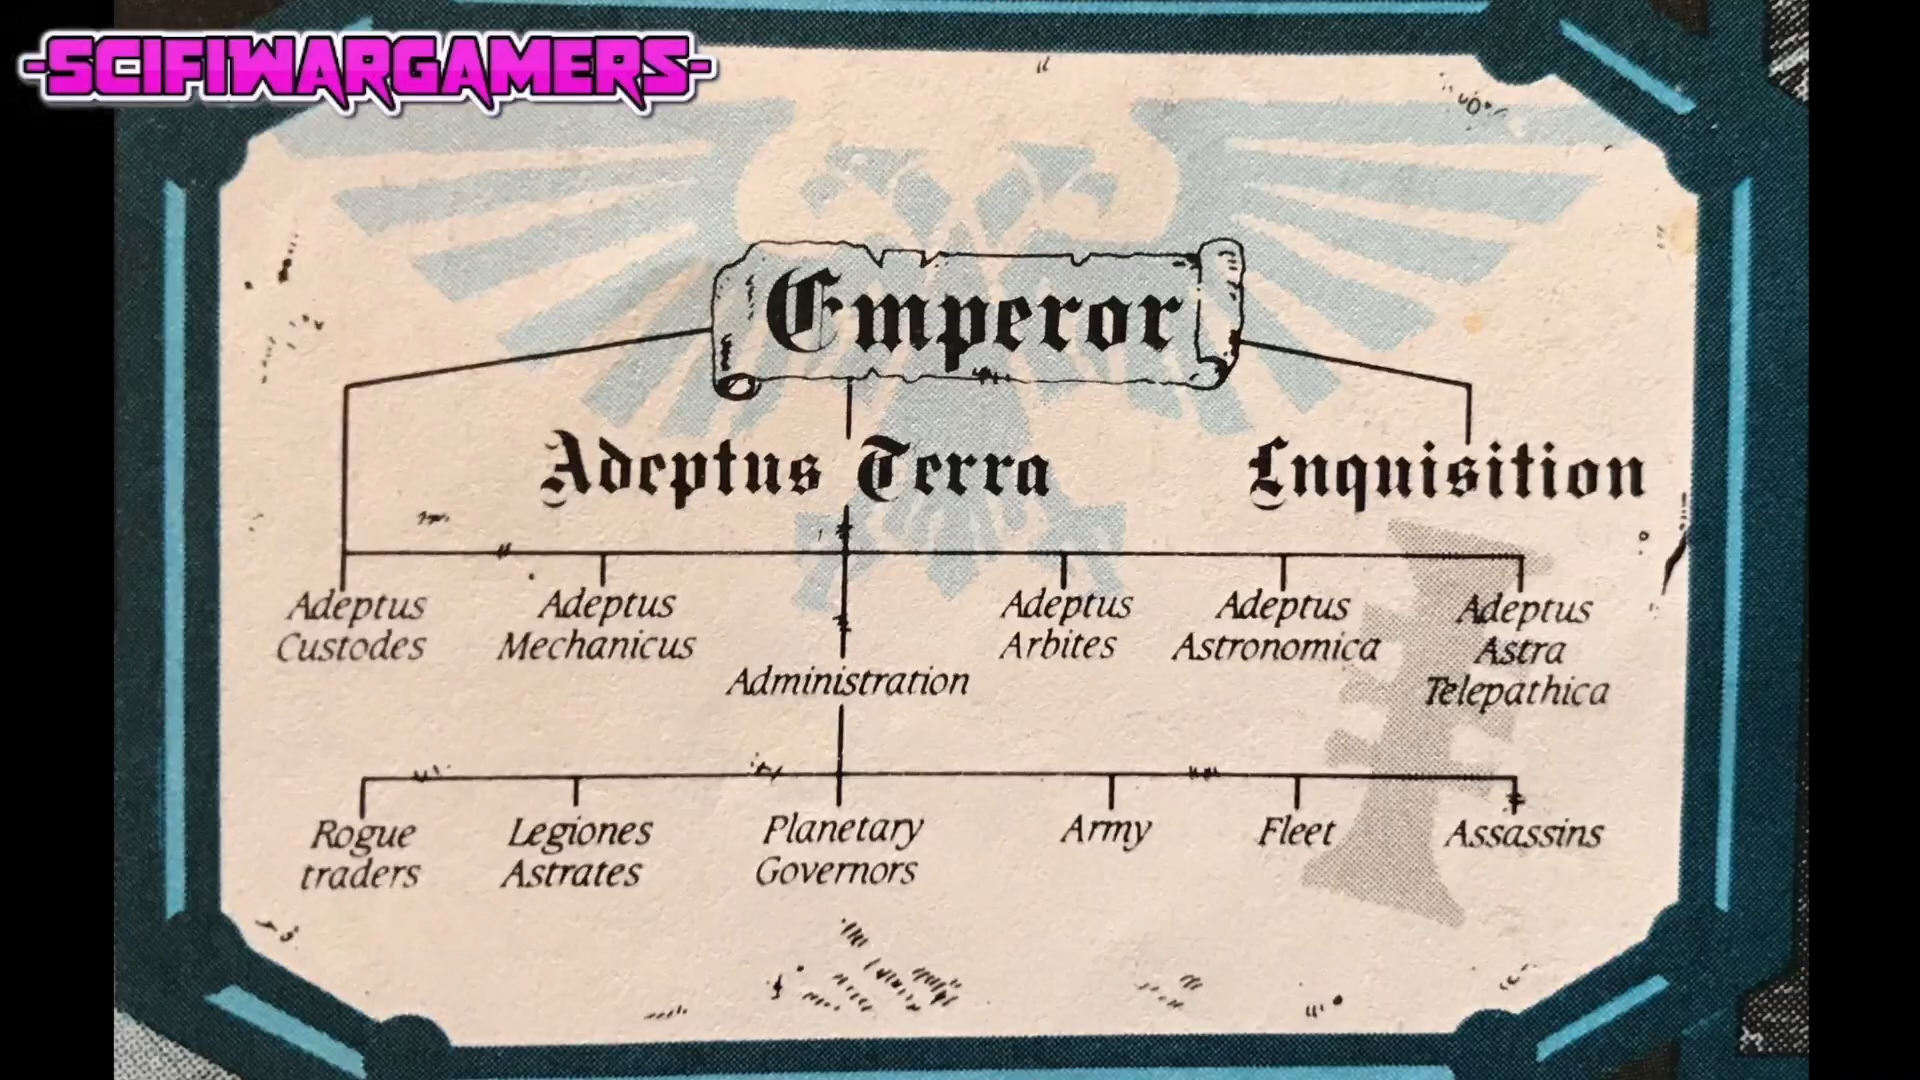 -SCIFIWARGAMERS-
Emperor
Adeptus Terra
Inquisition
Adeptus
Custodes
Adeptus
Mechanicus
Administration
Adeptus
Arbites
Adeptus
Astronomica
Adeptus
Astra
Telepathica
Rogue
traders
Legiones
Astrates
Planetary
Governors
Army
Fleet
Assassins